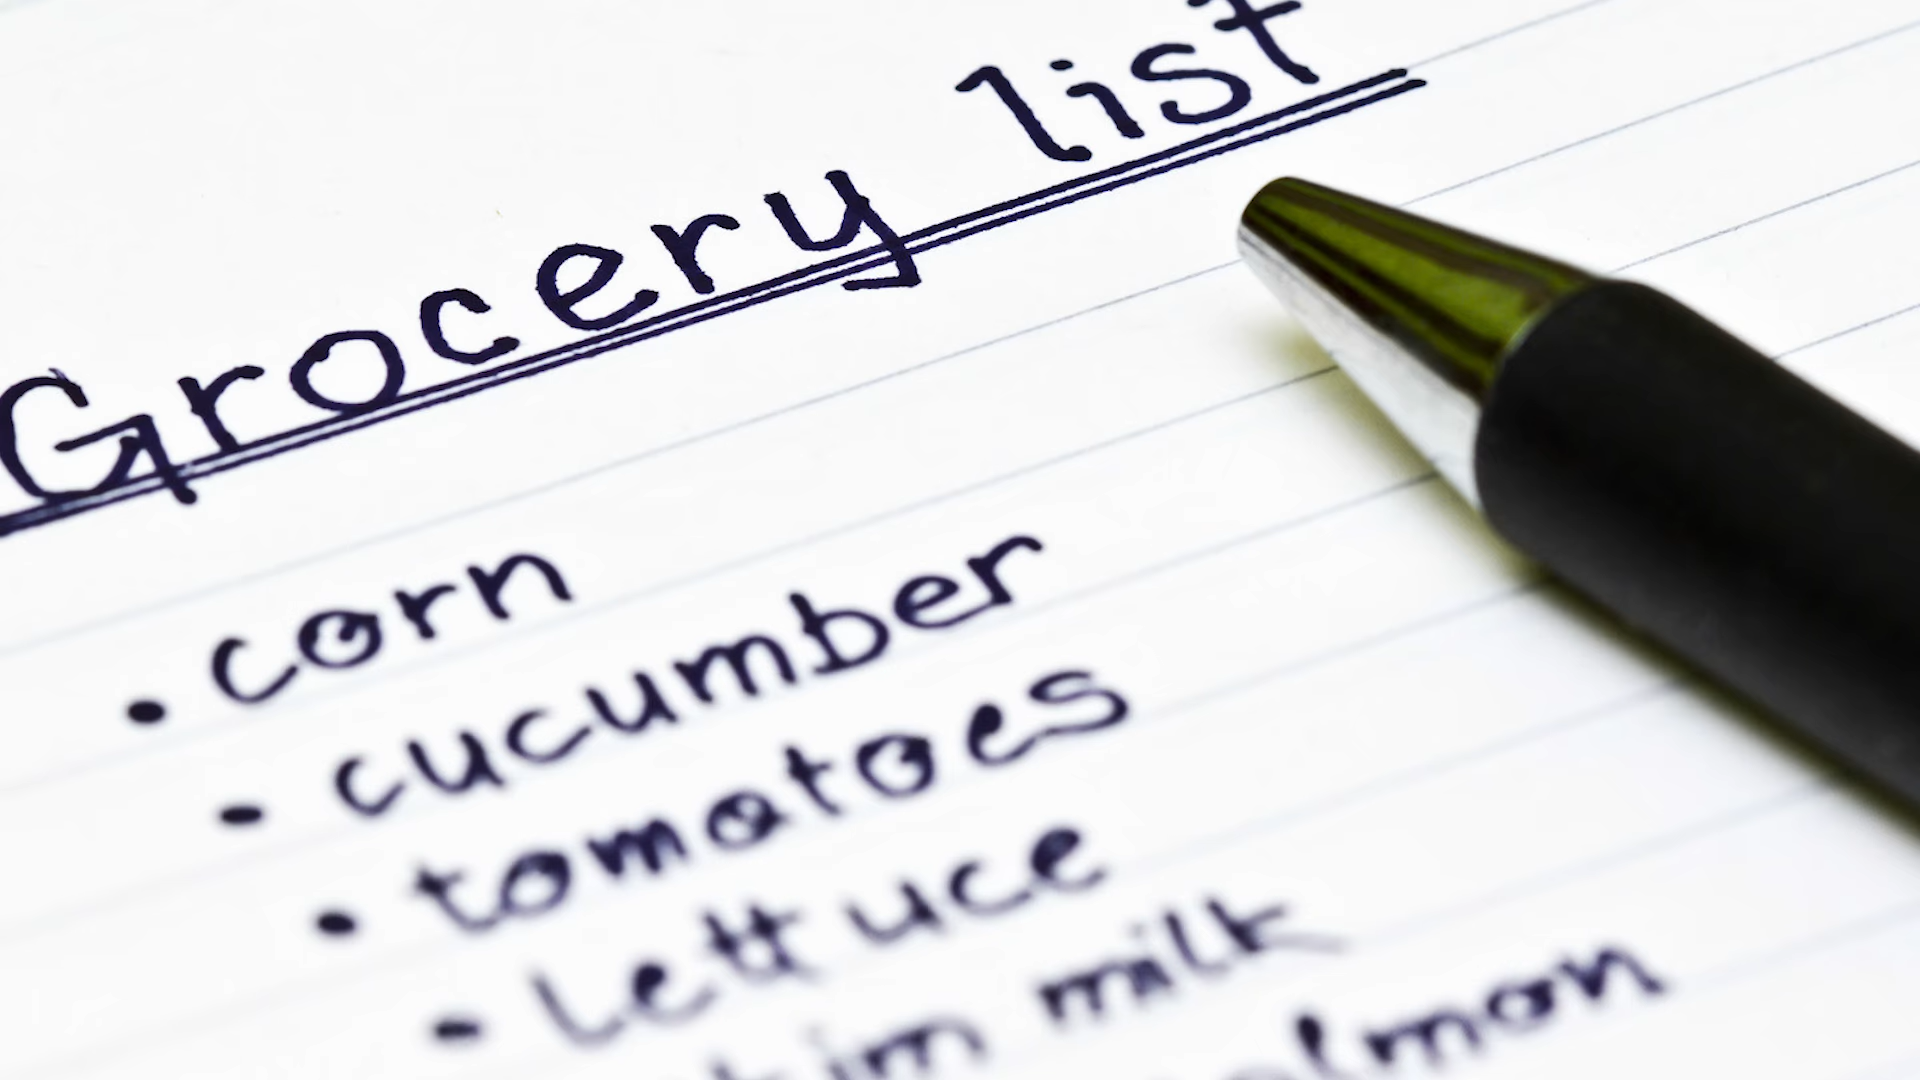 Grocery list
• corn
• cucumber
• tomatoes
• lettuce
milk